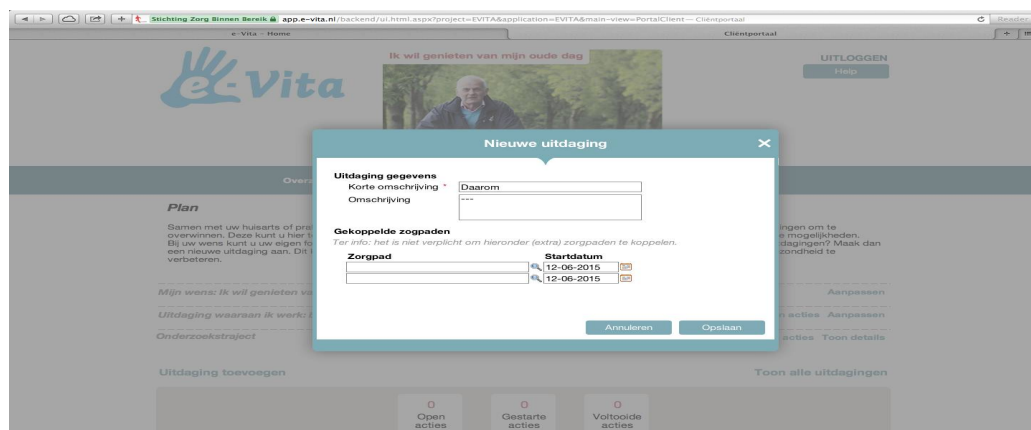 Stichting Zorg Binnen Bereik app.e-vita.nl/backend/ui.html.aspx?project=EVITA&application=EVITA&main-view=PortalClient — Cliëntportaal
Reader
e-Vita - Home
Cliëntportaal
Ik wil genieten van mijn oude dag
UITLOGGEN
Help
e-Vita
Nieuwe uitdaging
Uitdaging gegevens
Korte omschrijving *
Daarom
Omschrijving
---
Gekoppelde zogpaden
Ter info: het is niet verplicht om hieronder (extra) zorgpaden te koppelen.
Zorgpad
Startdatum
12-06-2015
12-06-2015
Annuleren
Opslaan
Plan
Samen met uw huisarts of
overwinnen. Deze kunt u hier
Bij uw wens kunt u uw eigen
een nieuwe uitdaging aan. Dit
verbeteren.
om te
mogelijkheden.
Maak dan
te
Mijn wens: Ik wil genieten
Aanpassen
Uitdaging waaraan ik werk:
acties Aanpassen
Onderzoekstraject
acties Toon details
Uitdaging toevoegen
Toon alle uitdagingen
0
Open
acties
0
Gestarte
acties
0
Voltooide
acties